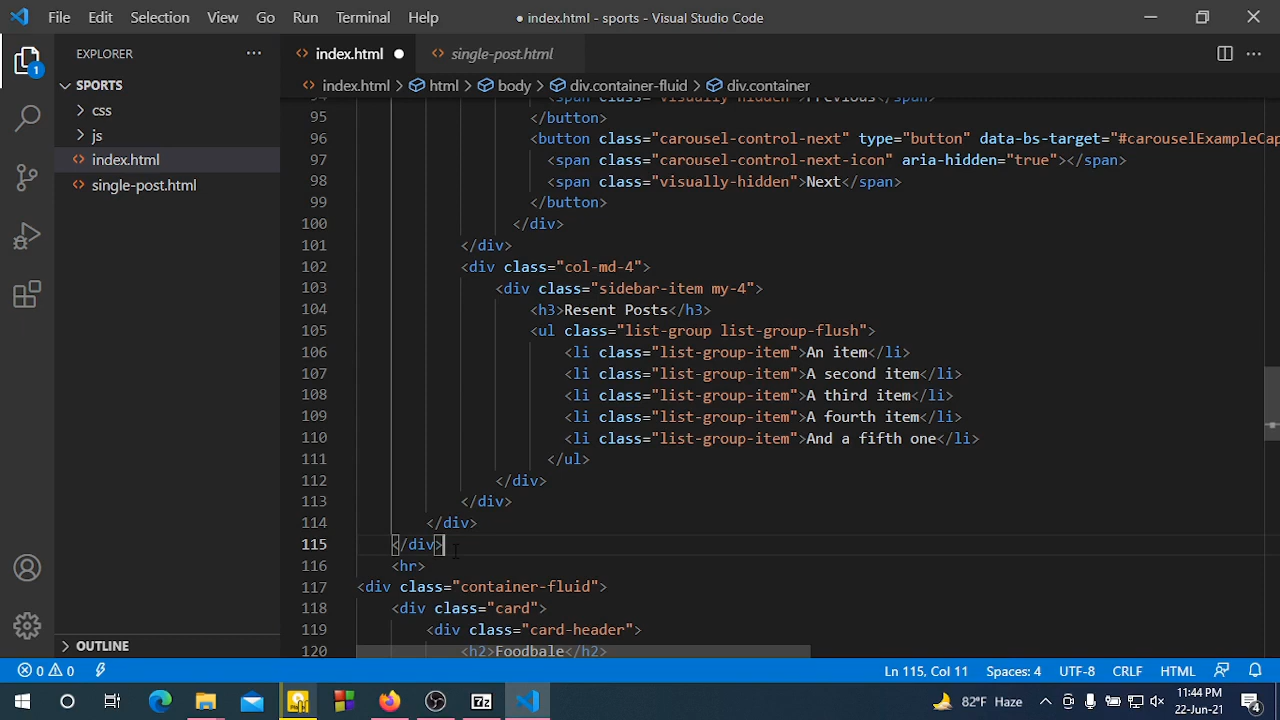 File Edit Selection View Go Run Terminal Help
● index.html - sports - Visual Studio Code
EXPLORER
index.html
single-post.html
SPORTS
index.html > html > body > div.container-fluid > div.container
css
js
index.html
single-post.html
OUTLINE
1
94 <span class="visually-hidden">Previous</span>
95 </button>
96 <button class="carousel-control-next" type="button" data-bs-target="#carouselExampleCap
97 <span class="carousel-control-next-icon" aria-hidden="true"></span>
98 <span class="visually-hidden">Next</span>
99 </button>
100 </div>
101 </div>
102 <div class="col-md-4">
103 <div class="sidebar-item my-4">
104 <h3>Resent Posts</h3>
105 <ul class="list-group list-group-flush">
106 <li class="list-group-item">An item</li>
107 <li class="list-group-item">A second item</li>
108 <li class="list-group-item">A third item</li>
109 <li class="list-group-item">A fourth item</li>
110 <li class="list-group-item">And a fifth one</li>
111 </ul>
112 </div>
113 </div>
114 </div>
115 </div>
116 <hr>
117 <div class="container-fluid">
118 <div class="card">
119 <div class="card-header">
120 <h2>Foodbale</h2>
0 0
Ln 115, Col 11 Spaces: 4 UTF-8 CRLF HTML
7z
82°F Haze
11:44 PM
22-Jun-21
4